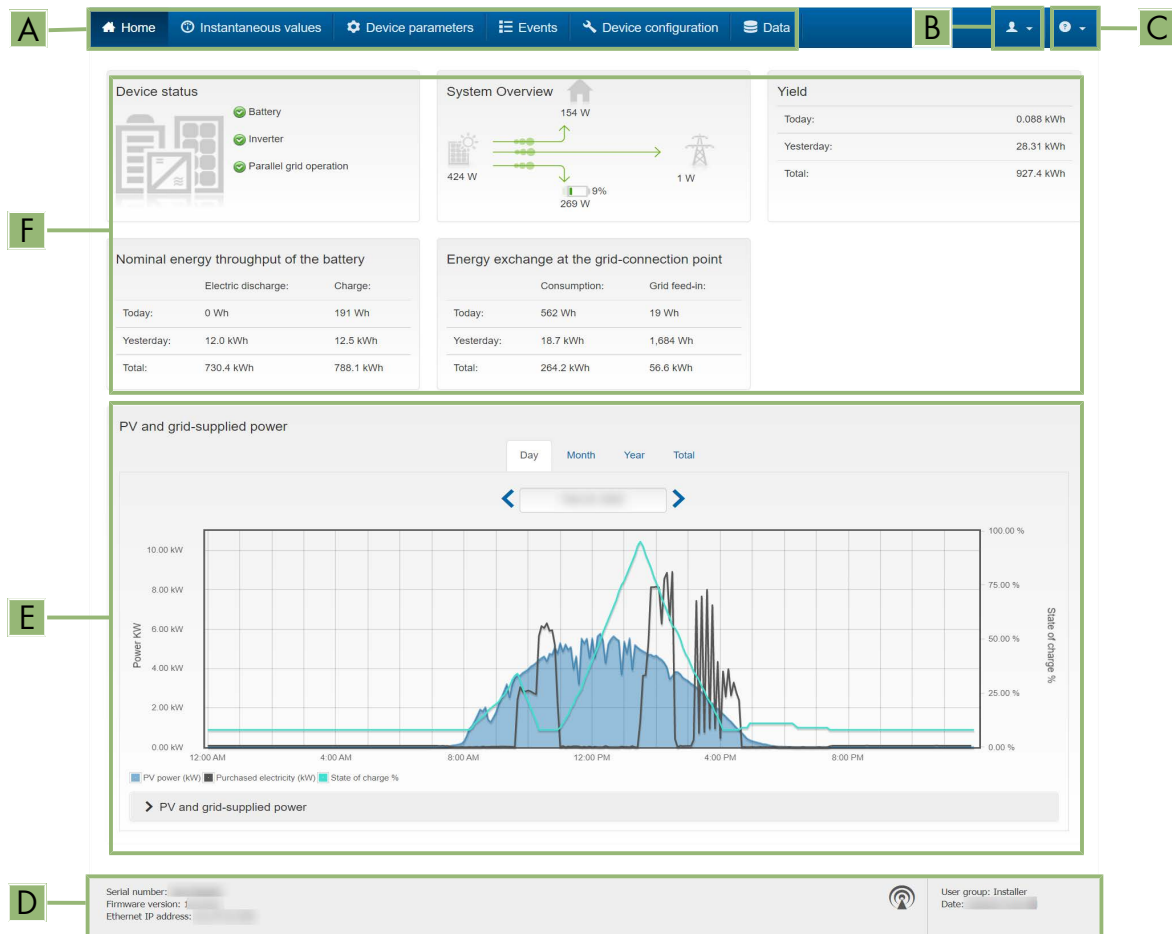 A
Home Instantaneous values Device parameters Events Device configuration Data
B
C
F
Device status
Battery
Inverter
Parallel grid operation
System Overview
154 W
424 W
1 W
9%
269 W
Yield
Today: 0.088 kWh
Yesterday: 28.31 kWh
Total: 927.4 kWh
Nominal energy throughput of the battery
Electric discharge: Charge:
Today: 0 Wh 191 Wh
Yesterday: 12.0 kWh 12.5 kWh
Total: 730.4 kWh 788.1 kWh
Energy exchange at the grid-connection point
Consumption: Grid feed-in:
Today: 562 Wh 19 Wh
Yesterday: 18.7 kWh 1,684 Wh
Total: 264.2 kWh 56.6 kWh
E
PV and grid-supplied power
Day Month Year Total
10.00 kW
8.00 kW
6.00 kW
4.00 kW
2.00 kW
0.00 kW
Power KW
100.00 %
75.00 %
50.00 %
25.00 %
0.00 %
State of charge %
12:00 AM 4:00 AM 8:00 AM 12:00 PM 4:00 PM 8:00 PM
PV power (kW) Purchased electricity (kW) State of charge %
PV and grid-supplied power
D
Serial number:
Firmware version: 1
Ethernet IP address:
User group: Installer
Date: